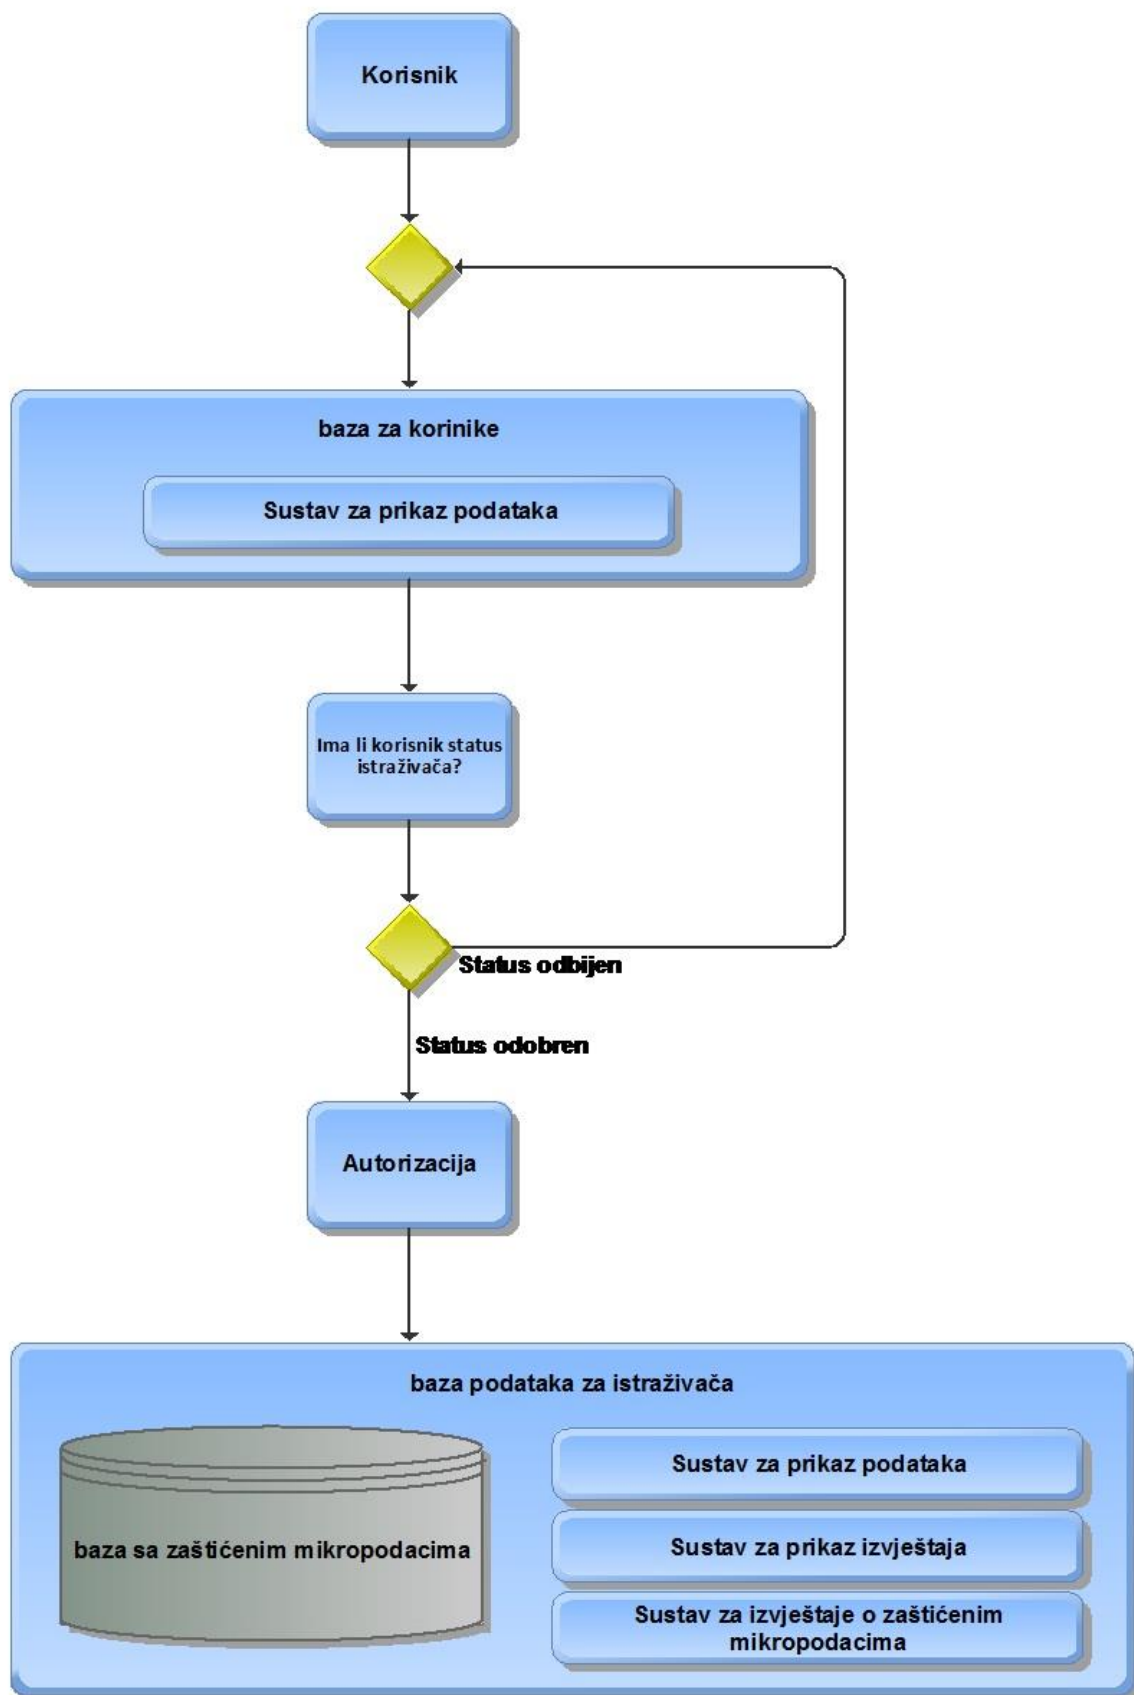 Korisnik
baza za korinike
Sustav za prikaz podataka
Ima li korisnik status
istraživača?
Status odbijen
Status odobren
Autorizacija
baza podataka za istraživača
baza sa zaštićenim mikropodacima
Sustav za prikaz podataka
Sustav za prikaz izvještaja
Sustav za izvještaje o zaštićenim
mikropodacima